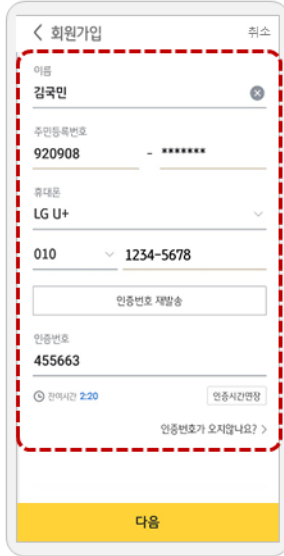 회원가입 취소
이름
김국민
주민등록번호
920908 - *******
휴대폰
LG U+
010 1234-5678
인증번호 재발송
인증번호
455663
잔여시간 2:20 인증시간연장
인증번호가 오지않나요? >
다음